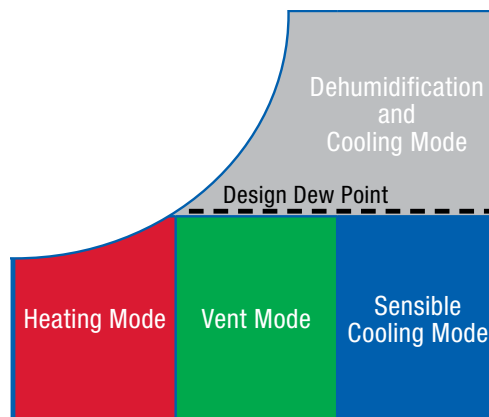 Dehumidification
and
Cooling Mode
Design Dew Point
Heating Mode
Vent Mode
Sensible
Cooling Mode